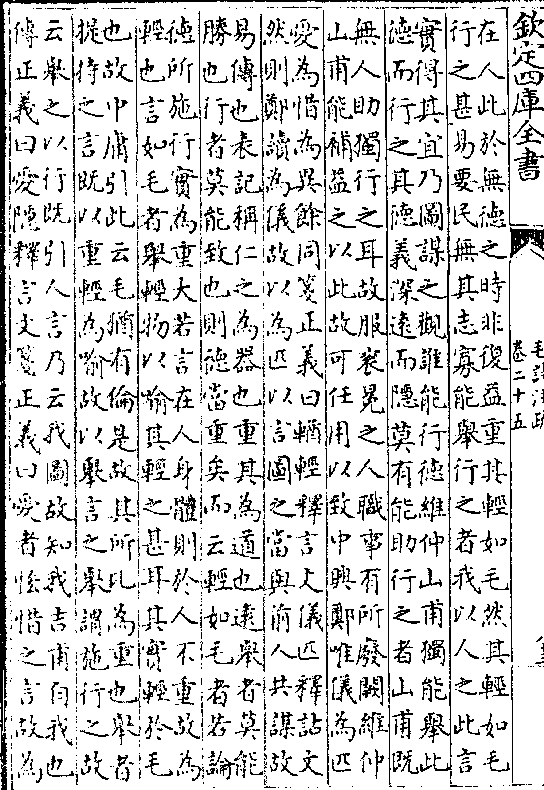 欽定四庫全書
毛詩注疏
卷二十五
在人此於無德之時非復益重其輕如毛然其輕如毛
行之甚易要民無其志寡能舉行之者我以人之此言
實得其宜乃圖謀之觀誰能行德維仲山甫獨能舉此
德而行之其德義深遠而隱莫有能助行之者山甫既
無人助獨行之耳故服衮冕之人職事有所廢闕維仲
山甫能補益之以此故可任用以致中興鄭唯儀為匹
愛為惜為異餘同箋正義曰輶輕釋言文儀匹釋詁文
然則鄭讀為儀故以為匹以言圖之當與前人共謀故
易傳也表記稱仁之為器也重其為道也遠舉者莫能
勝也行者莫能致也則德當重矣而云輕如毛者若論
德所施行實為重大若言在人身體則於人不重故為
輕也言如毛者舉輕物以喻其輕之甚耳其實輕於毛
也故中庸引此云毛猶有倫是故其所比為重也舉者
提持之言既以重輕為喻故以舉言之舉謂施行之故
云舉之以行既引人言乃云我圖故知我吉甫自我也
傳正義曰愛隱釋言文箋正義曰愛者恡惜之言故為